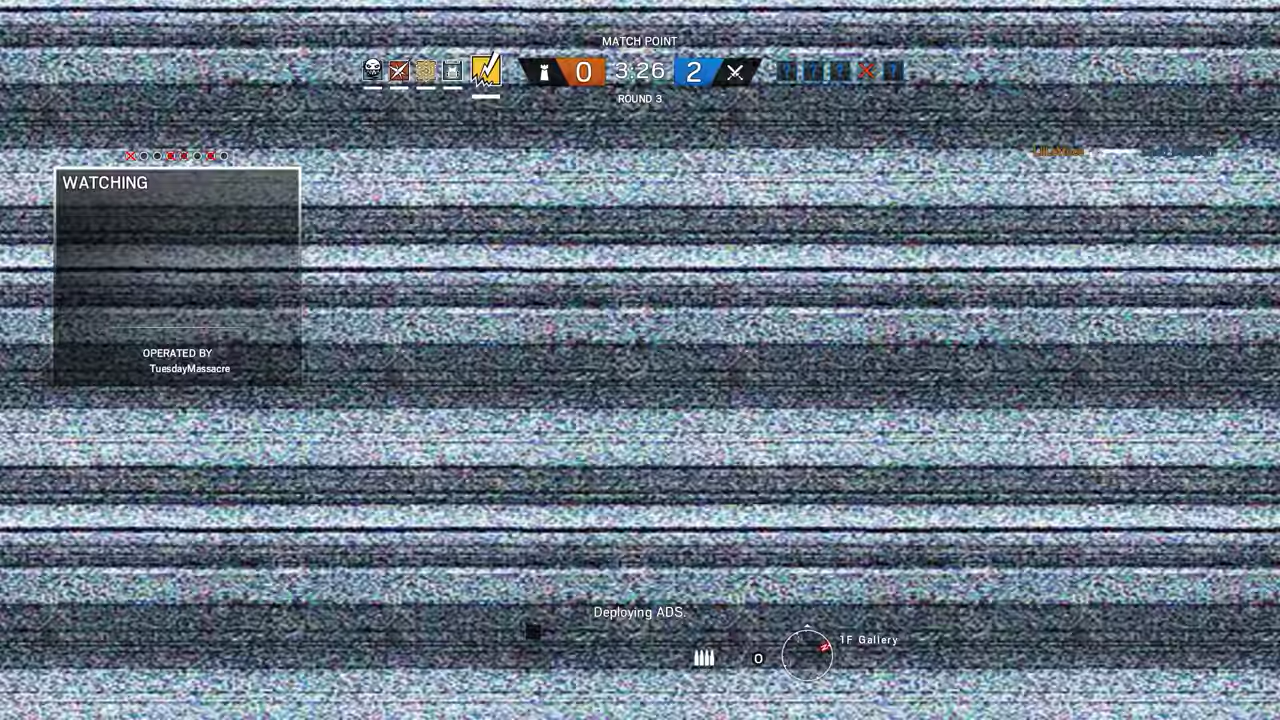 MATCH POINT
0 3:26 2
ROUND 3
WATCHING
OPERATED BY
TuesdayMassacre
Deploying ADS.
0
1F Gallery